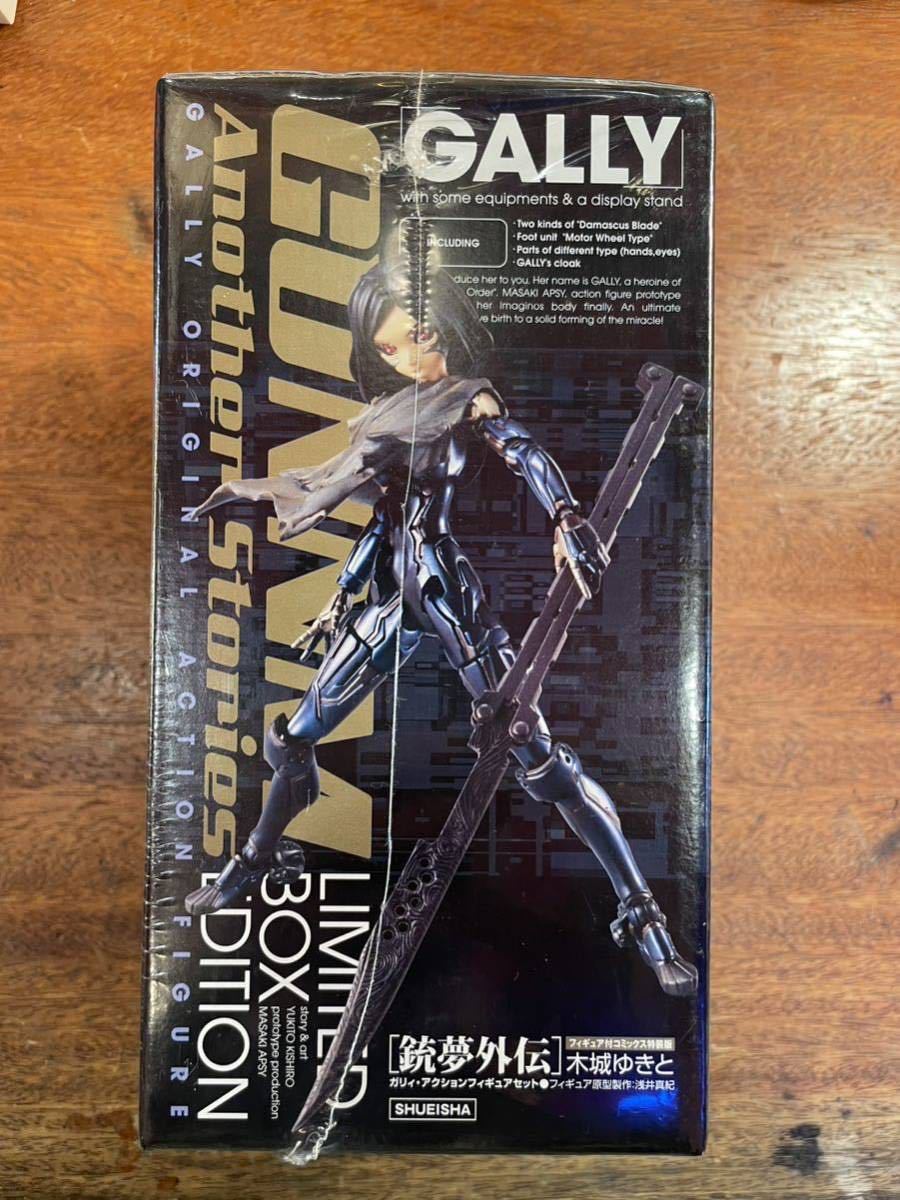 GALLY
with some equipments & a display stand
INCLUDING
・Two kinds of "Damascus Blade"
・Foot unit "Motor Wheel Type"
・Parts of different type (hands,eyes)
・GALLY's cloak
duce her to you. Her name is GALLY, a heroine of
Order". MASAKI APSY, action figure prototype
her Imaginos body finally. An ultimate
ve birth to a solid forming of the miracle!
GUNNM
Another Stories
GALLY ORIGINAL ACTION FIGURE
LIMITED
BOX
EDITION
story & art
YUKITO KISHIRO
prototype production
MASAKI APSY
[銃夢外伝]
フィギュア付コミックス特装版
木城ゆきと
ガリィ・アクションフィギュアセット●フィギュア原型製作:浅井真紀
SHUEISHA